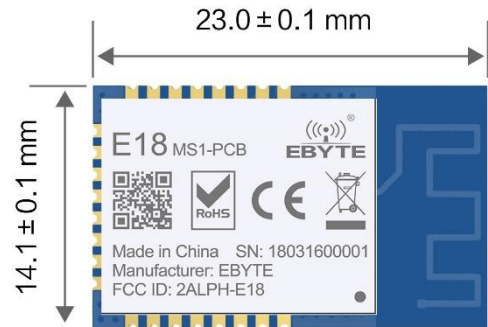 23.0 ± 0.1 mm
14.1 ± 0.1 mm
E18 MS1-PCB
EBYTE ®
RoHS
CE
Made in China SN: 18031600001
Manufacturer: EBYTE
FCC ID: 2ALPH-E18